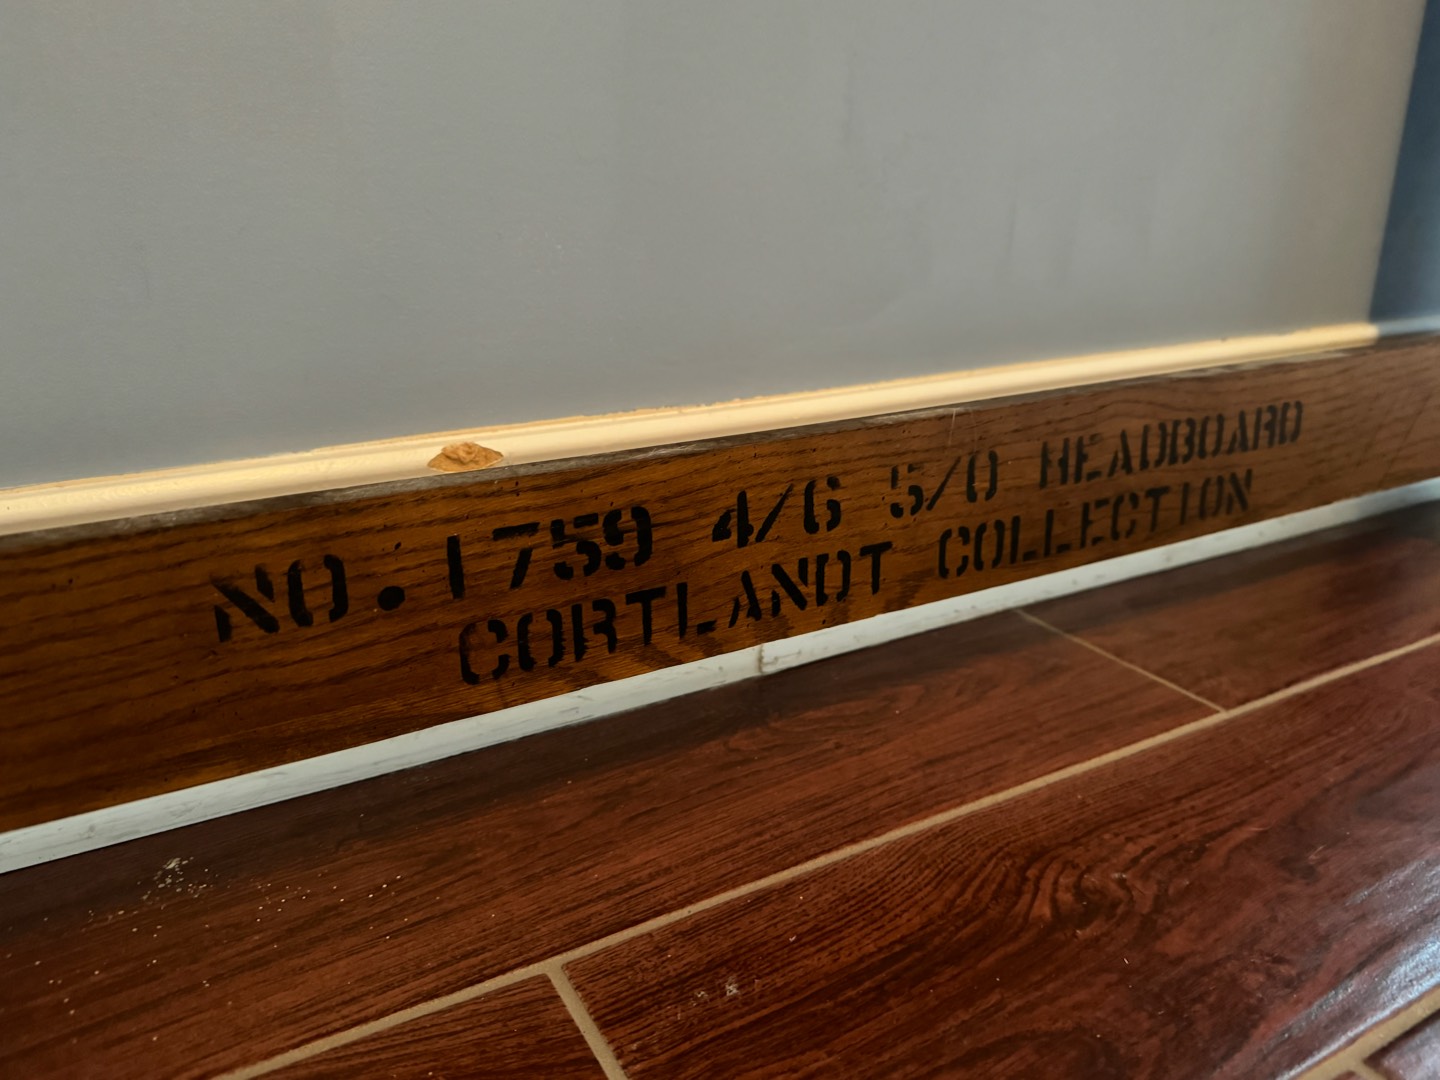 NO. 1759 4/6 5/0 HEADBOARD
CORTLANDT COLLECTION